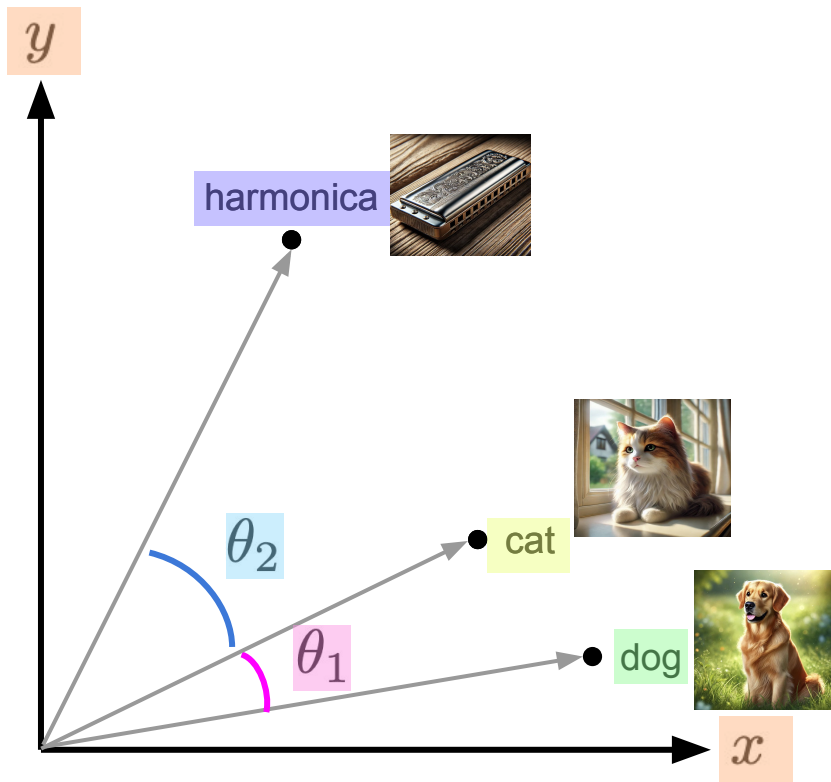 y
harmonica
θ₂
cat
θ₁
dog
x